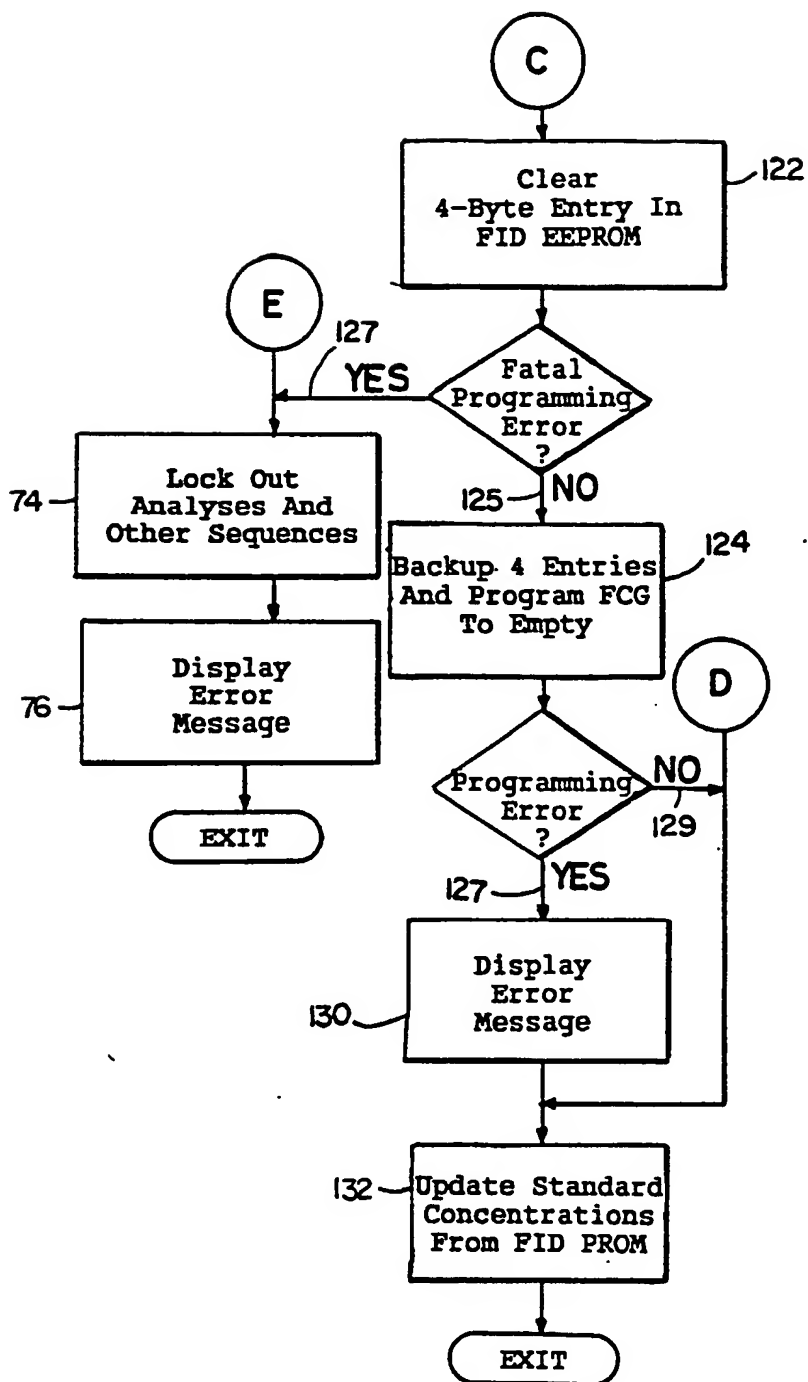 C
122
Clear
4-Byte Entry In
FID EEPROM
E
127
YES
Fatal
Programming
Error
?
74
Lock Out
Analyses And
Other Sequences
125
NO
124
Backup 4 Entries
And Program FCG
To Empty
D
76
Display
Error
Message
EXIT
Programming
Error
?
NO
129
127
YES
130
Display
Error
Message
132
Update Standard
Concentrations
From FID PROM
EXIT